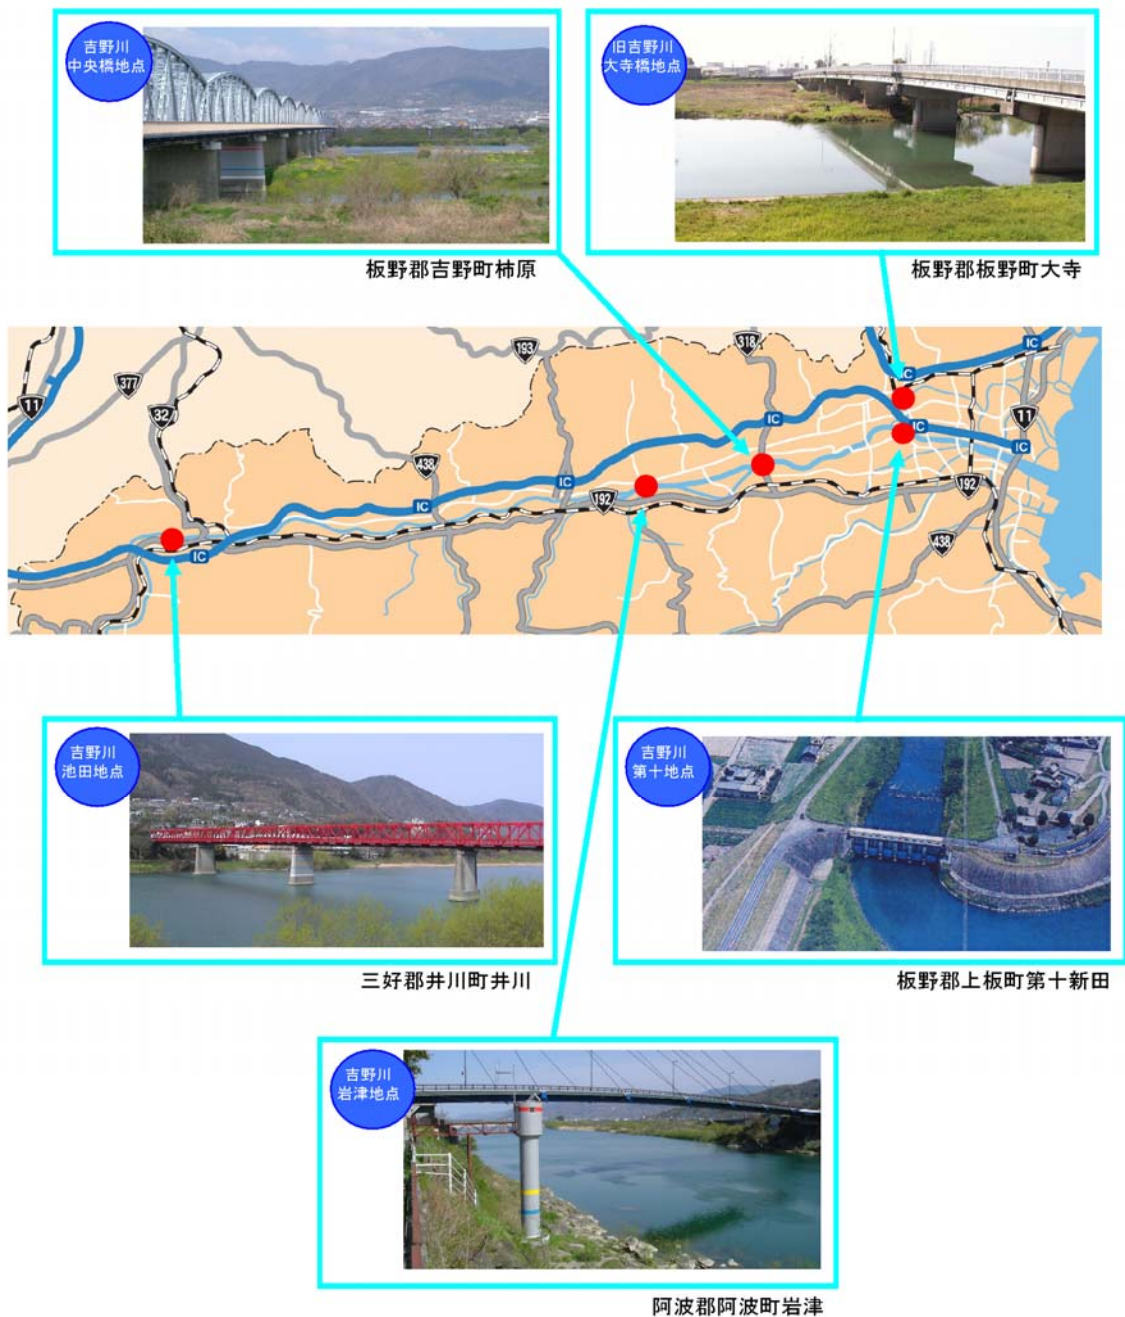 吉野川
中央橋地点
旧吉野川
大寺橋地点
板野郡吉野町柿原
板野郡板野町大寺
193
318
IC
377
IC
11
32
IC
11
IC
438
IC
IC
IC
192
192
IC
438
IC
吉野川
池田地点
吉野川
第十地点
三好郡井川町井川
板野郡上板町第十新田
吉野川
岩津地点
阿波郡阿波町岩津